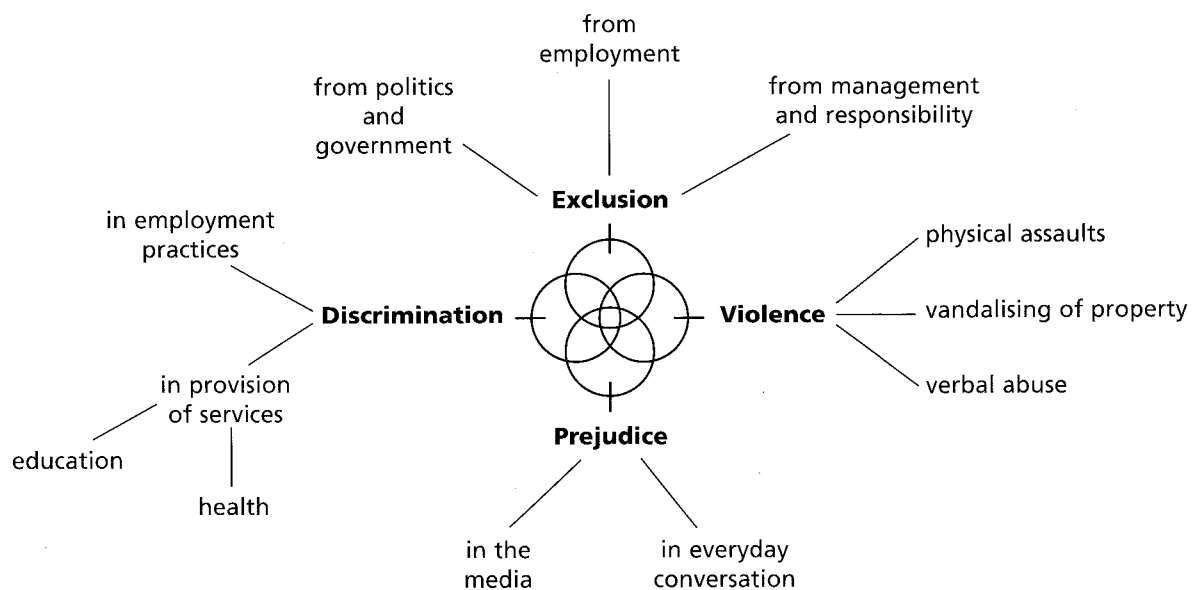 from
employment
from politics
and
government
from management
and responsibility
Exclusion
in employment
practices
physical assaults
Discrimination
Violence
vandalising of property
in provision
of services
verbal abuse
education
health
Prejudice
in the
media
in everyday
conversation